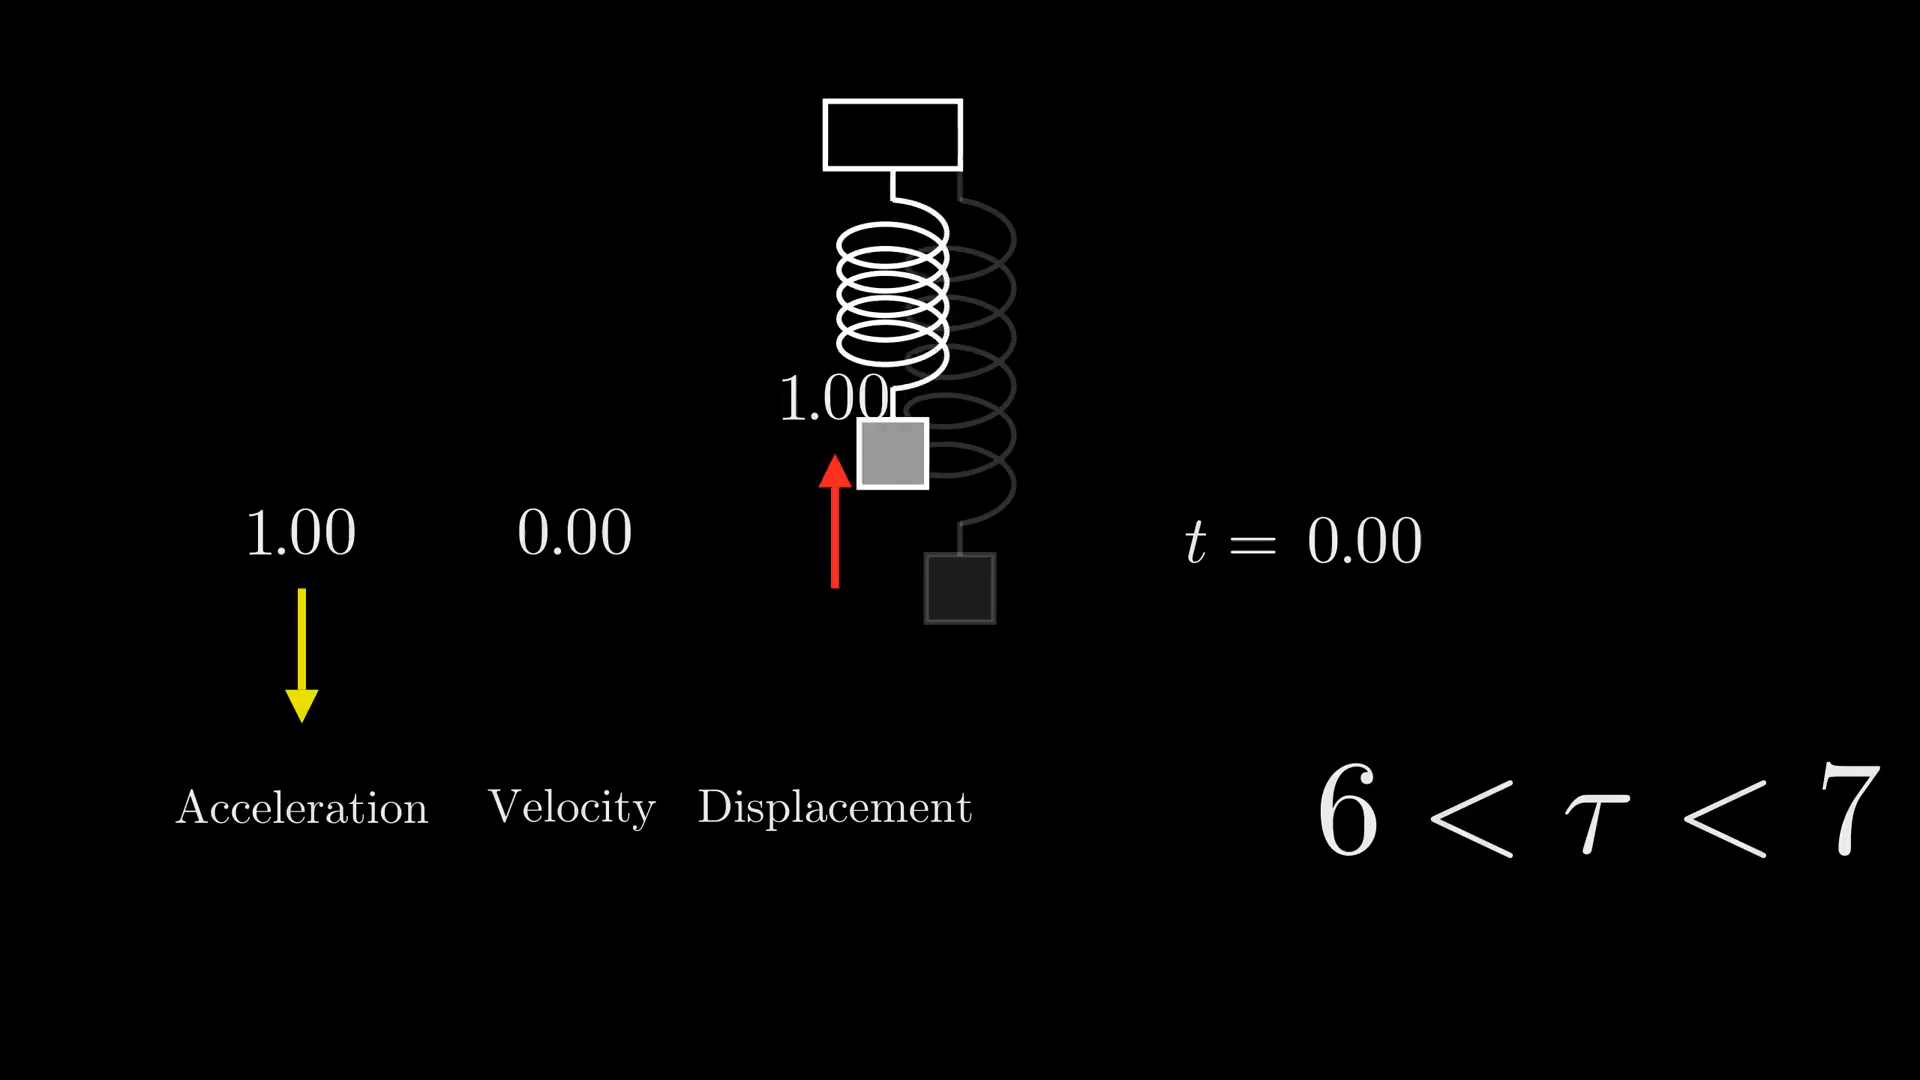 1.00
1.00
0.00
t = 0.00
Acceleration
Velocity
Displacement
6 < τ < 7